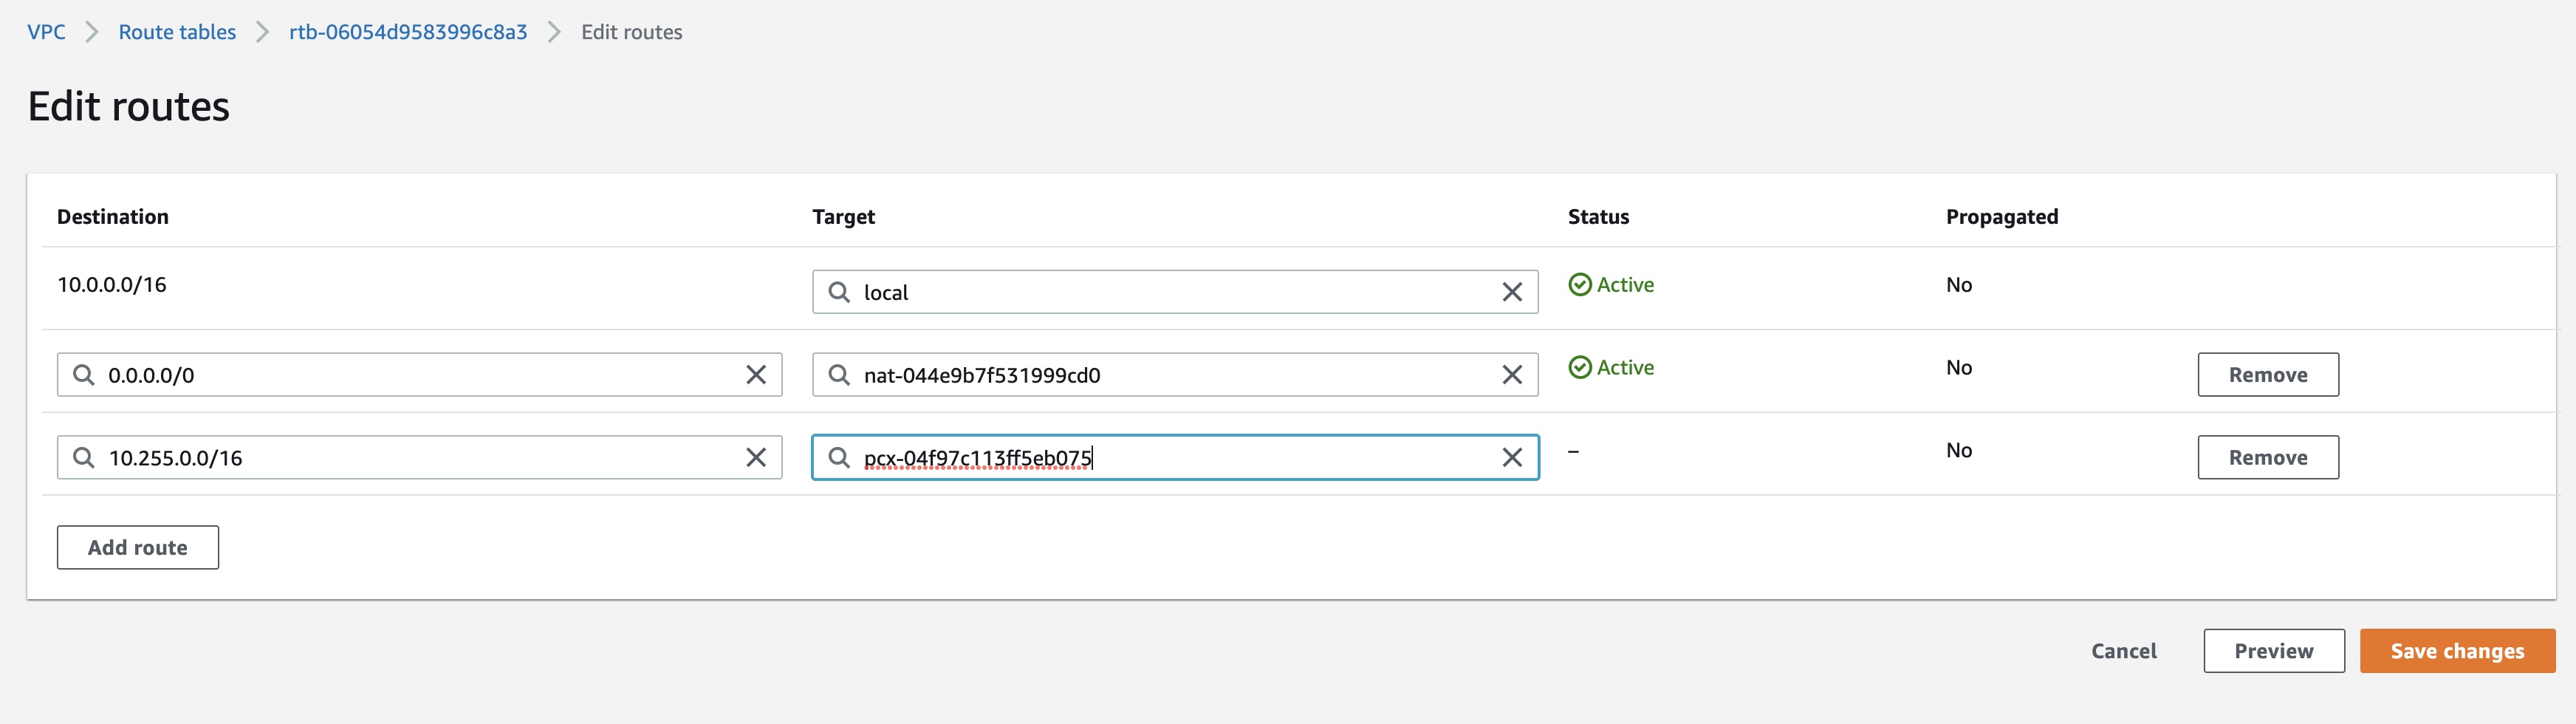 VPC Route tables rtb-06054d9583996c8a3 Edit routes
Edit routes
Destination Target Status Propagated
10.0.0.0/16 local Active No
0.0.0.0/0 nat-044e9b7f531999cd0 Active No Remove
10.255.0.0/16 pcx-04f97c113ff5eb075 – No Remove
Add route
Cancel Preview Save changes